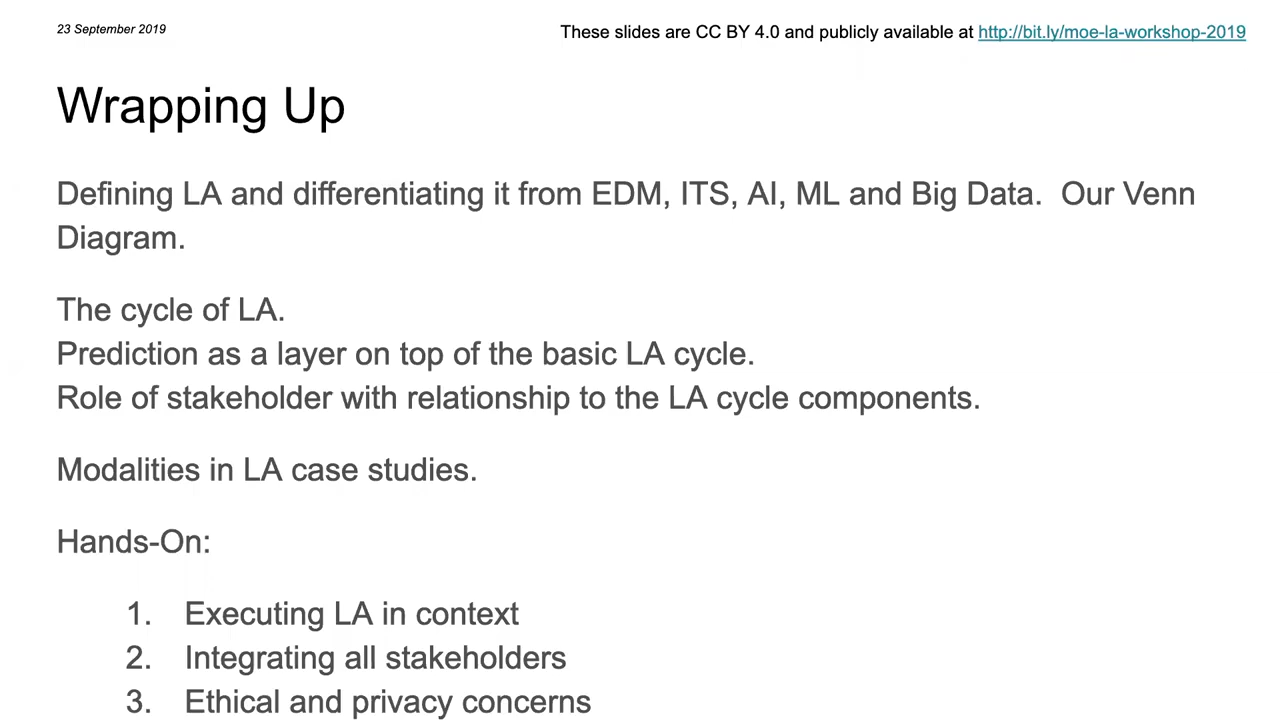 23 September 2019
These slides are CC BY 4.0 and publicly available at http://bit.ly/moe-la-workshop-2019
Wrapping Up
Defining LA and differentiating it from EDM, ITS, AI, ML and Big Data.  Our Venn
Diagram.
The cycle of LA.
Prediction as a layer on top of the basic LA cycle.
Role of stakeholder with relationship to the LA cycle components.
Modalities in LA case studies.
Hands-On:
1. Executing LA in context
2. Integrating all stakeholders
3. Ethical and privacy concerns